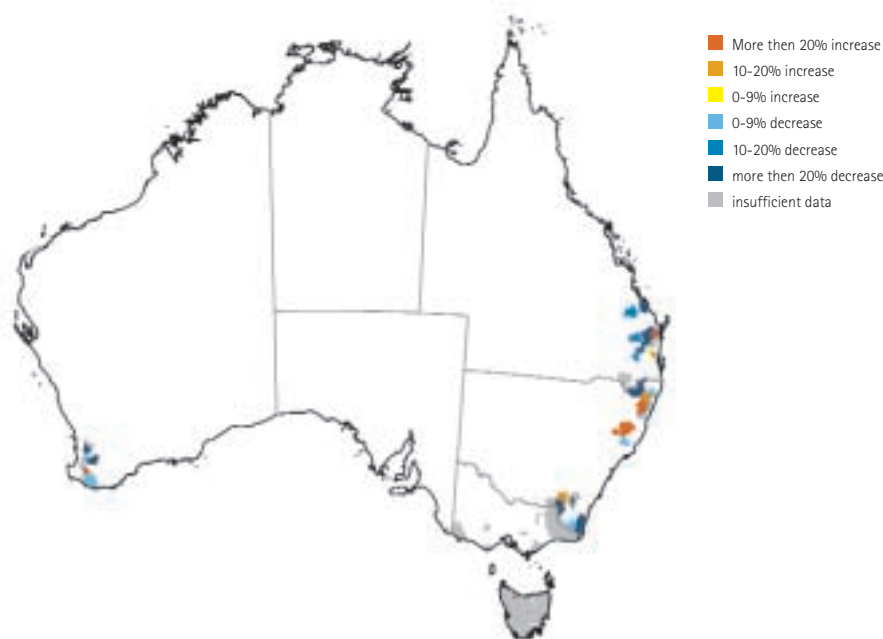 More then 20% increase
10-20% increase
0-9% increase
0-9% decrease
10-20% decrease
more then 20% decrease
insufficient data